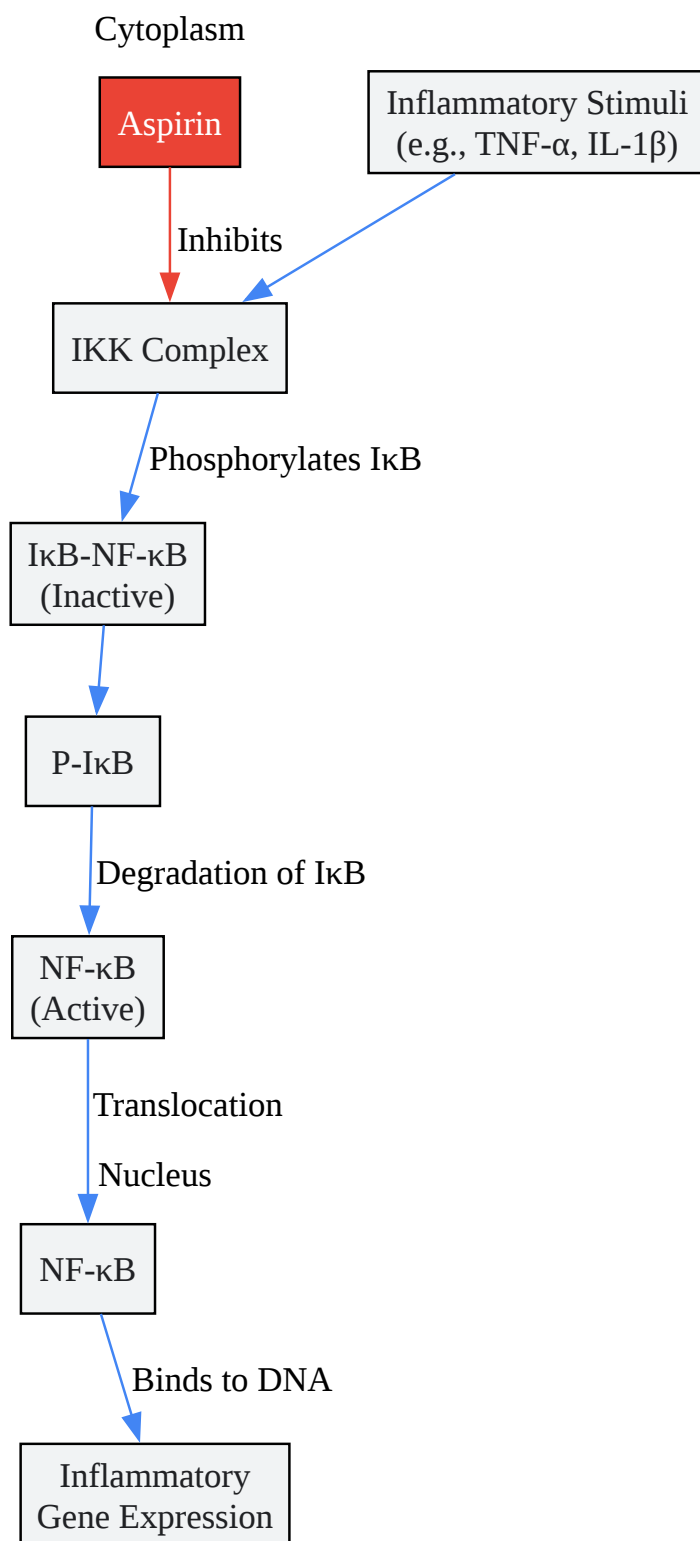 Cytoplasm
Aspirin
Inflammatory Stimuli
(e.g., TNF-α, IL-1β)
Inhibits
IKK Complex
Phosphorylates IκB
IκB-NF-κB
(Inactive)
P-IκB
Degradation of IκB
NF-κB
(Active)
Translocation
Nucleus
NF-κB
Binds to DNA
Inflammatory
Gene Expression